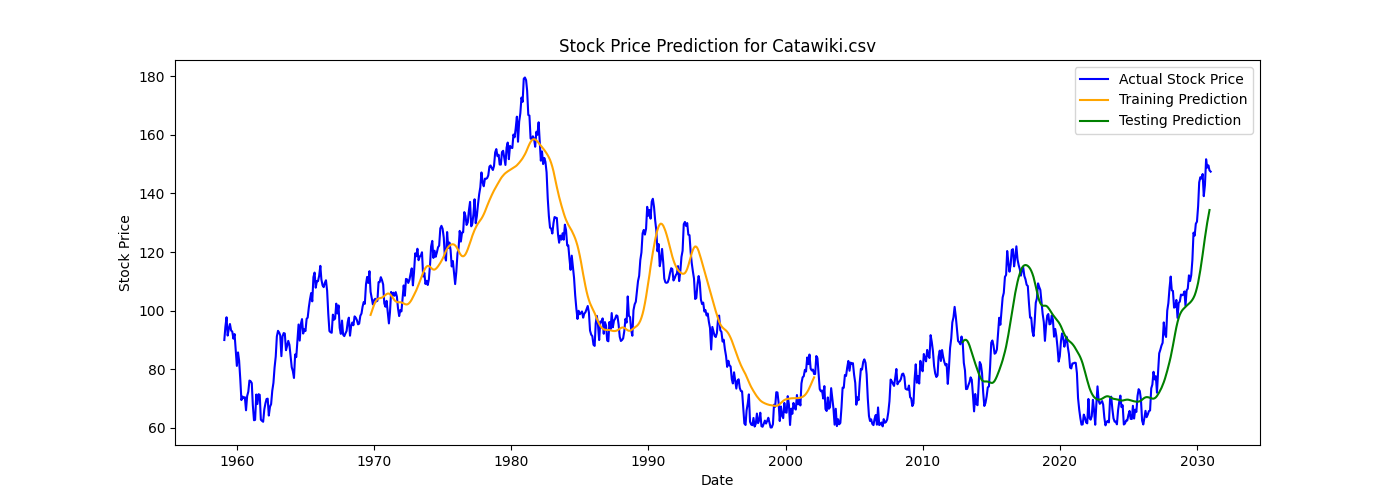 Stock Price Prediction for Catawiki.csv
Actual Stock Price
Training Prediction
Testing Prediction
Stock Price
180
160
140
120
100
80
60
1960
1970
1980
1990
2000
2010
2020
2030
Date